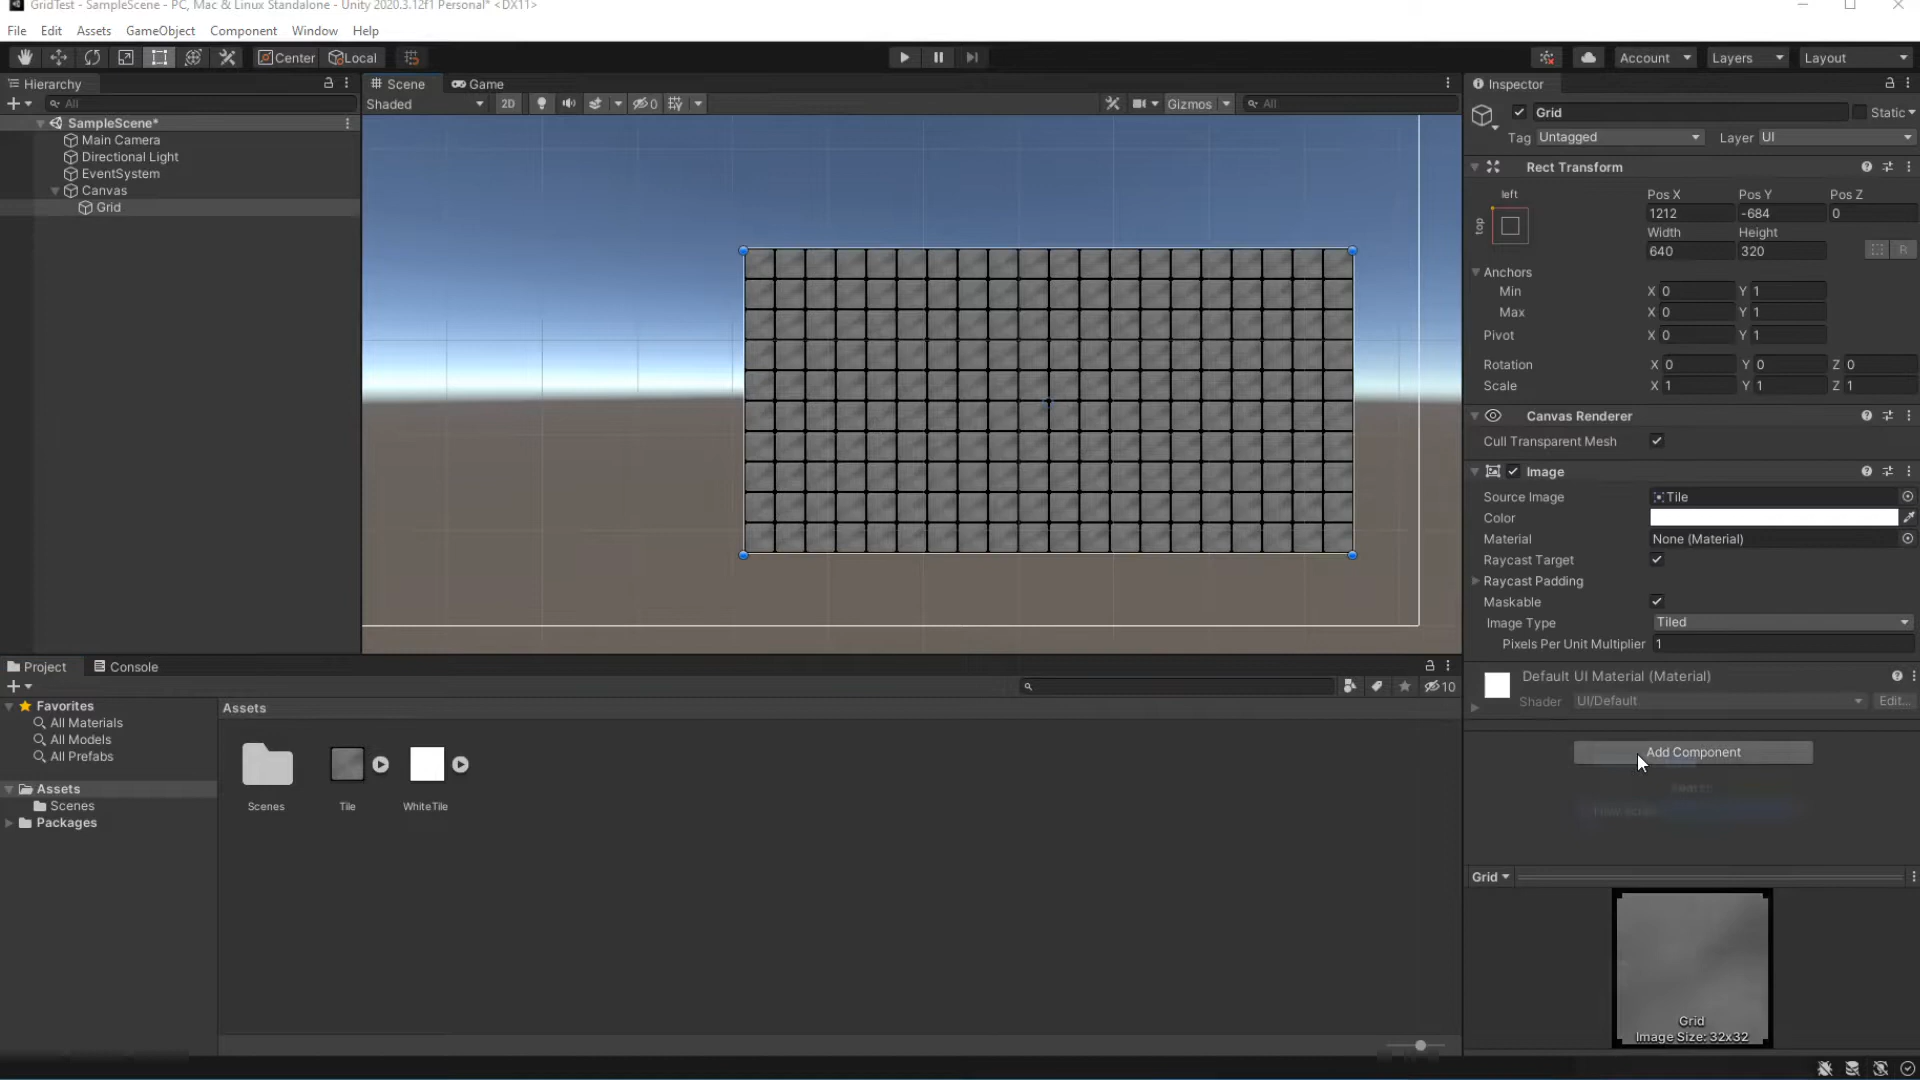 GridTest - SampleScene - PC, Mac & Linux Standalone - Unity 2020.3.12f1 Personal* <DX11>
File Edit Assets GameObject Component Window Help
Center Local Account Layers Layout
Hierarchy
All
SampleScene*
Main Camera
Directional Light
EventSystem
Canvas
Grid
Scene Game
Shaded 2D 0 Gizmos All
Inspector
Grid Static
Tag Untagged Layer UI
Rect Transform
left
top
Pos X Pos Y Pos Z
1212 -684 0
Width Height
640 320
R
Anchors
Min X 0 Y 1
Max X 0 Y 1
Pivot X 0 Y 1
Rotation X 0 Y 0 Z 0
Scale X 1 Y 1 Z 1
Canvas Renderer
Cull Transparent Mesh
Image
Source Image Tile
Color
Material None (Material)
Raycast Target
Raycast Padding
Maskable
Image Type Tiled
Pixels Per Unit Multiplier 1
Default UI Material (Material)
Shader UI/Default Edit...
Add Component
Grid
Grid
Image Size: 32x32
Project Console
10
Favorites
All Materials
All Models
All Prefabs
Assets
Scenes
Packages
Assets
Scenes Tile WhiteTile